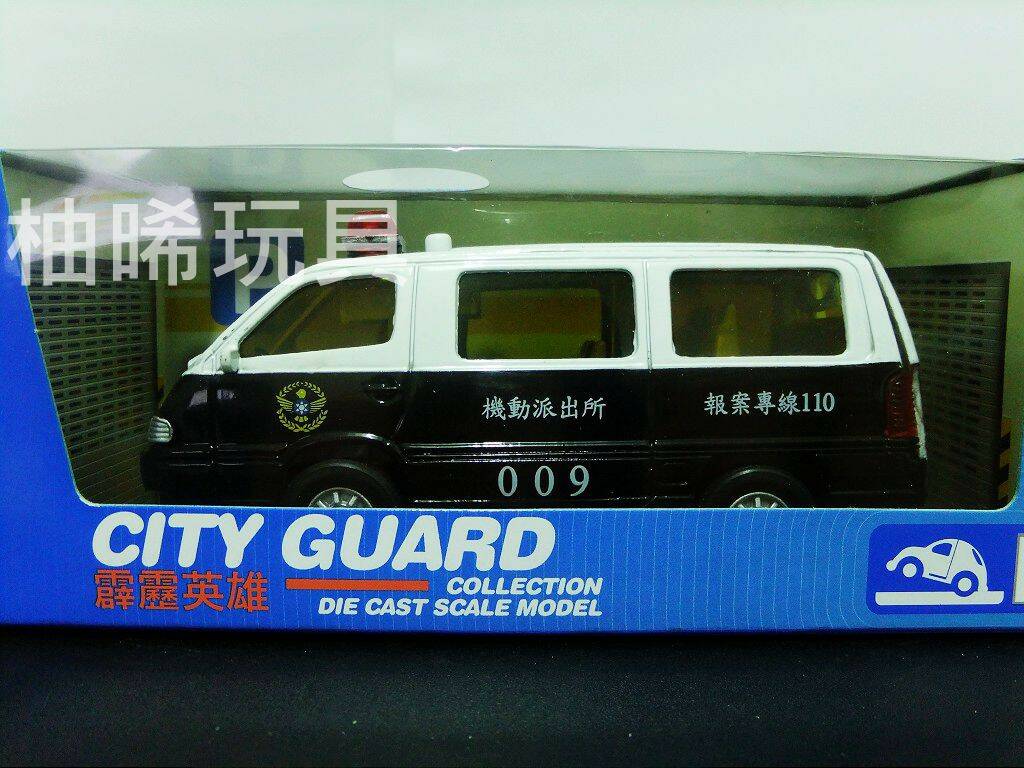 柚晞玩具
機動派出所
報案專線110
009
CITY GUARD
霹靂英雄
COLLECTION
DIE CAST SCALE MODEL